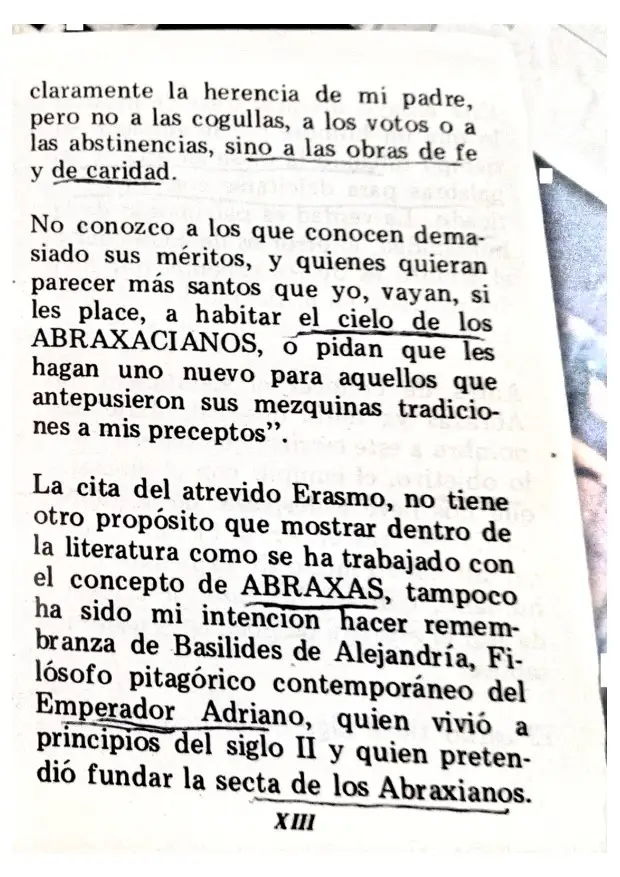 claramente la herencia de mi padre,
pero no a las cogullas, a los votos o a
las abstinencias, sino a las obras de fe
y de caridad.
No conozco a los que conocen dema-
siado sus méritos, y quienes quieran
parecer más santos que yo, vayan, si
les place, a habitar el cielo de los
ABRAXACIANOS, o pidan que les
hagan uno nuevo para aquellos que
antepusieron sus mezquinas tradicio-
nes a mis preceptos”.
La cita del atrevido Erasmo, no tiene
otro propósito que mostrar dentro de
la literatura como se ha trabajado con
el concepto de ABRAXAS, tampoco
ha sido mi intención hacer remem-
branza de Basilides de Alejandría, Fi-
lósofo pitagórico contemporáneo del
Emperador Adriano, quien vivió a
principios del siglo II y quien preten-
dió fundar la secta de los Abraxianos.
XIII